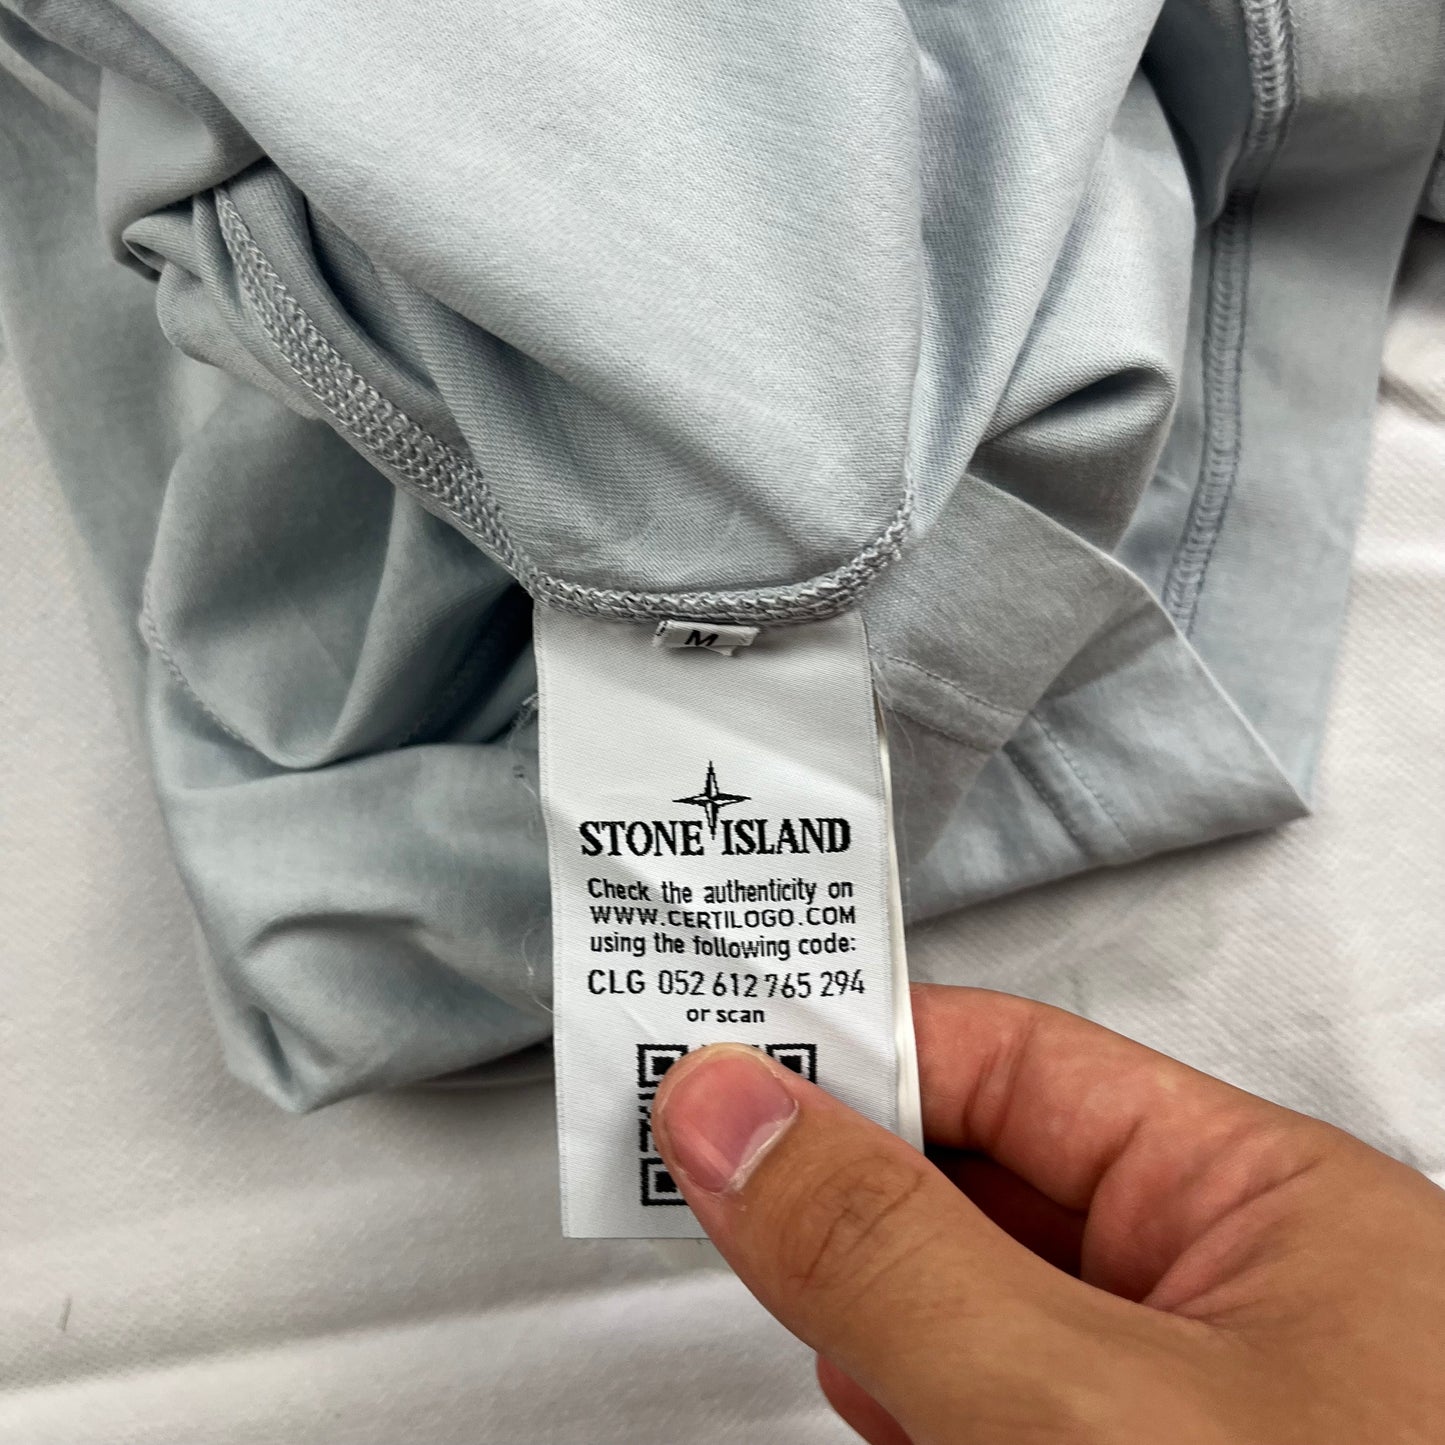 M
STONE ISLAND
Check the authenticity on
WWW.CERTILOGO.COM
using the following code:
CLG 052 612 765 294
or scan